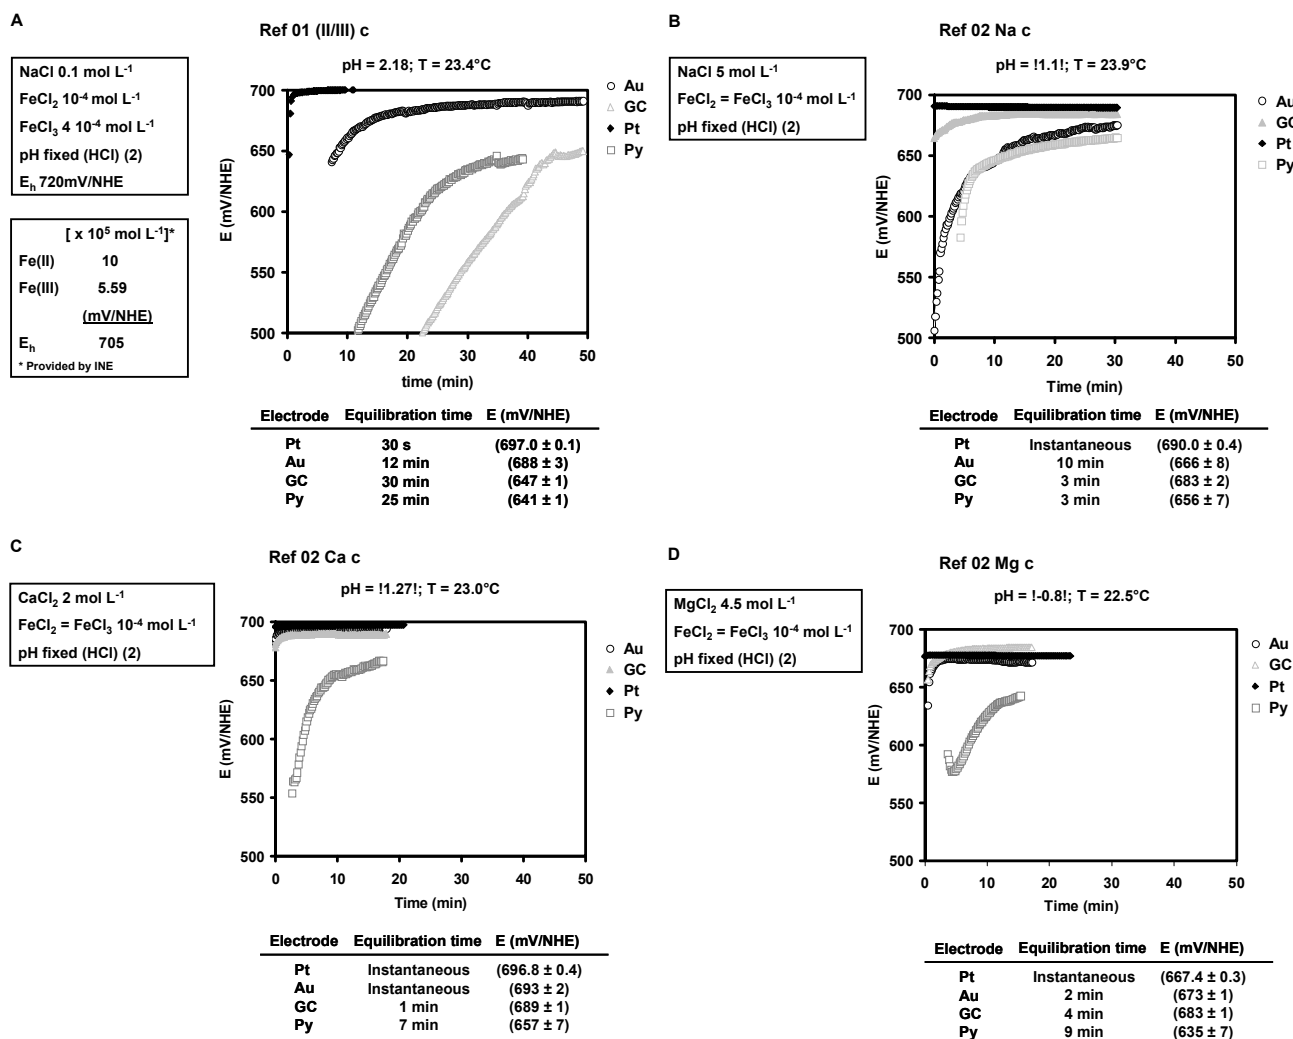 A
Ref 01 (II/III) c
pH = 2.18; T = 23.4°C
NaCl 0.1 mol L-1
FeCl2 10-4 mol L-1
FeCl3 4 10-4 mol L-1
pH fixed (HCl) (2)
Eh 720mV/NHE
[ x 105 mol L-1]*
Fe(II) 10
Fe(III) 5.59
(mV/NHE)
Eh 705
* Provided by INE
E (mV/NHE)
700
650
600
550
500
0 10 20 30 40 50
time (min)
Au
GC
Pt
Py
Electrode Equilibration time E (mV/NHE)
Pt 30 s (697.0 ± 0.1)
Au 12 min (688 ± 3)
GC 30 min (647 ± 1)
Py 25 min (641 ± 1)
B
Ref 02 Na c
pH = !1.1!; T = 23.9°C
NaCl 5 mol L-1
FeCl2 = FeCl3 10-4 mol L-1
pH fixed (HCl) (2)
E (mV/NHE)
700
650
600
550
500
0 10 20 30 40 50
Time (min)
Au
GC
Pt
Py
Electrode Equilibration time E (mV/NHE)
Pt Instantaneous (690.0 ± 0.4)
Au 10 min (666 ± 8)
GC 3 min (683 ± 2)
Py 3 min (656 ± 7)
C
Ref 02 Ca c
pH = !1.27!; T = 23.0°C
CaCl2 2 mol L-1
FeCl2 = FeCl3 10-4 mol L-1
pH fixed (HCl) (2)
E (mV/NHE)
700
650
600
550
500
0 10 20 30 40 50
Time (min)
Au
GC
Pt
Py
Electrode Equilibration time E (mV/NHE)
Pt Instantaneous (696.8 ± 0.4)
Au Instantaneous (693 ± 2)
GC 1 min (689 ± 1)
Py 7 min (657 ± 7)
D
Ref 02 Mg c
pH = !-0.8!; T = 22.5°C
MgCl2 4.5 mol L-1
FeCl2 = FeCl3 10-4 mol L-1
pH fixed (HCl) (2)
E (mV/NHE)
700
650
600
550
500
0 10 20 30 40 50
Time (min)
Au
GC
Pt
Py
Electrode Equilibration time E (mV/NHE)
Pt Instantaneous (667.4 ± 0.3)
Au 2 min (673 ± 1)
GC 4 min (683 ± 1)
Py 9 min (635 ± 7)